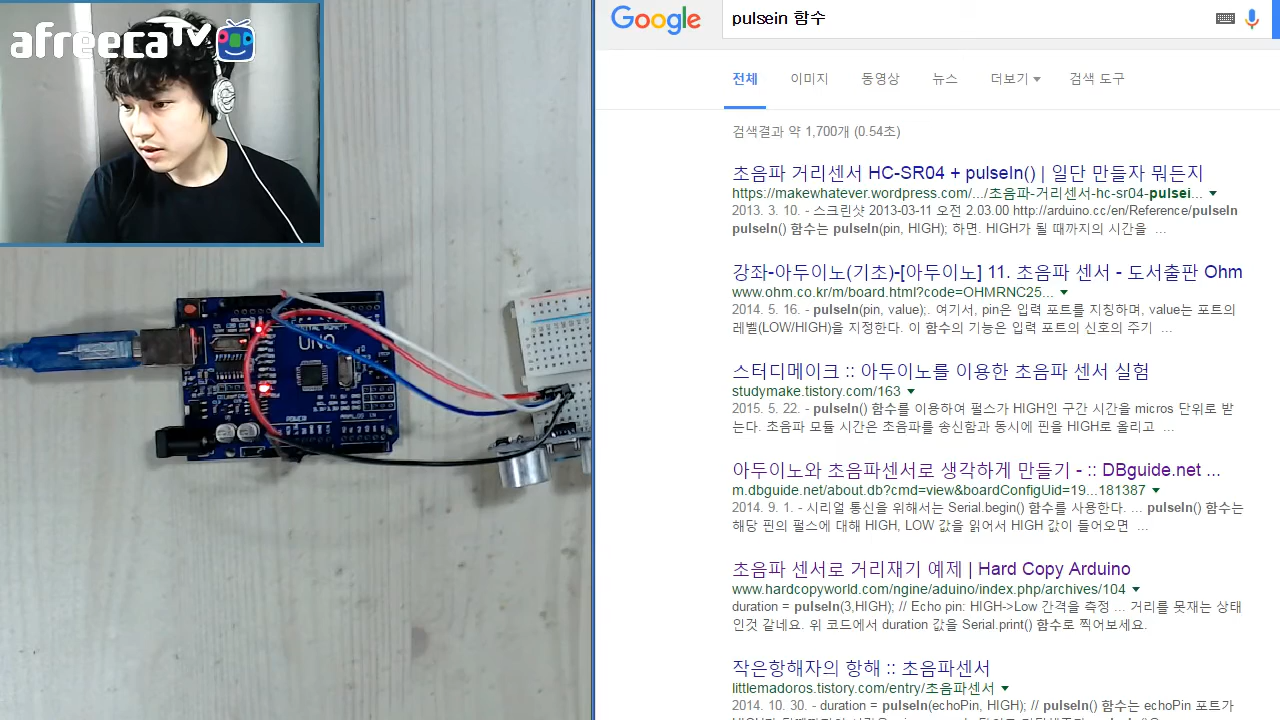 afreecaTV
UNO
Google
pulsein 함수
전체 이미지 동영상 뉴스 더보기 검색 도구
검색결과 약 1,700개 (0.54초)
초음파 거리센서 HC-SR04 + pulseIn() | 일단 만들자 뭐든지
https://makewhatever.wordpress.com/.../초음파-거리센서-hc-sr04-pulsei...
2013. 3. 10. - 스크린샷 2013-03-11 오전 2.03.00 http://arduino.cc/en/Reference/pulseIn
pulseIn() 함수는 pulseIn(pin, HIGH); 하면. HIGH가 될 때까지의 시간을 ...
강좌-아두이노(기초)-[아두이노] 11. 초음파 센서 - 도서출판 Ohm
www.ohm.co.kr/m/board.html?code=OHMRNC25...
2014. 5. 16. - pulseIn(pin, value);. 여기서, pin은 입력 포트를 지칭하며, value는 포트의
레벨(LOW/HIGH)을 지정한다. 이 함수의 기능은 입력 포트의 신호의 주기 ...
스터디메이크 :: 아두이노를 이용한 초음파 센서 실험
studymake.tistory.com/163
2015. 5. 22. - pulseIn() 함수를 이용하여 펄스가 HIGH인 구간 시간을 micros 단위로 받
는다. 초음파 모듈 시간은 초음파를 송신함과 동시에 핀을 HIGH로 올리고 ...
아두이노와 초음파센서로 생각하게 만들기 - :: DBguide.net ...
m.dbguide.net/about.db?cmd=view&boardConfigUid=19...181387
2014. 9. 1. - 시리얼 통신을 위해서는 Serial.begin() 함수를 사용한다. ... pulseIn() 함수는
해당 핀의 펄스에 대해 HIGH, LOW 값을 읽어서 HIGH 값이 들어오면 ...
초음파 센서로 거리재기 예제 | Hard Copy Arduino
www.hardcopyworld.com/ngine/aduino/index.php/archives/104
duration = pulseIn(3,HIGH); // Echo pin: HIGH->Low 간격을 측정 ... 거리를 못재는 상태
인것 같네요. 위 코드에서 duration 값을 Serial.print() 함수로 찍어보세요.
작은항해자의 항해 :: 초음파센서
littlemadoros.tistory.com/entry/초음파센서
2014. 10. 30. - duration = pulseIn(echoPin, HIGH); // pulseIn() 함수는 echoPin 포트가